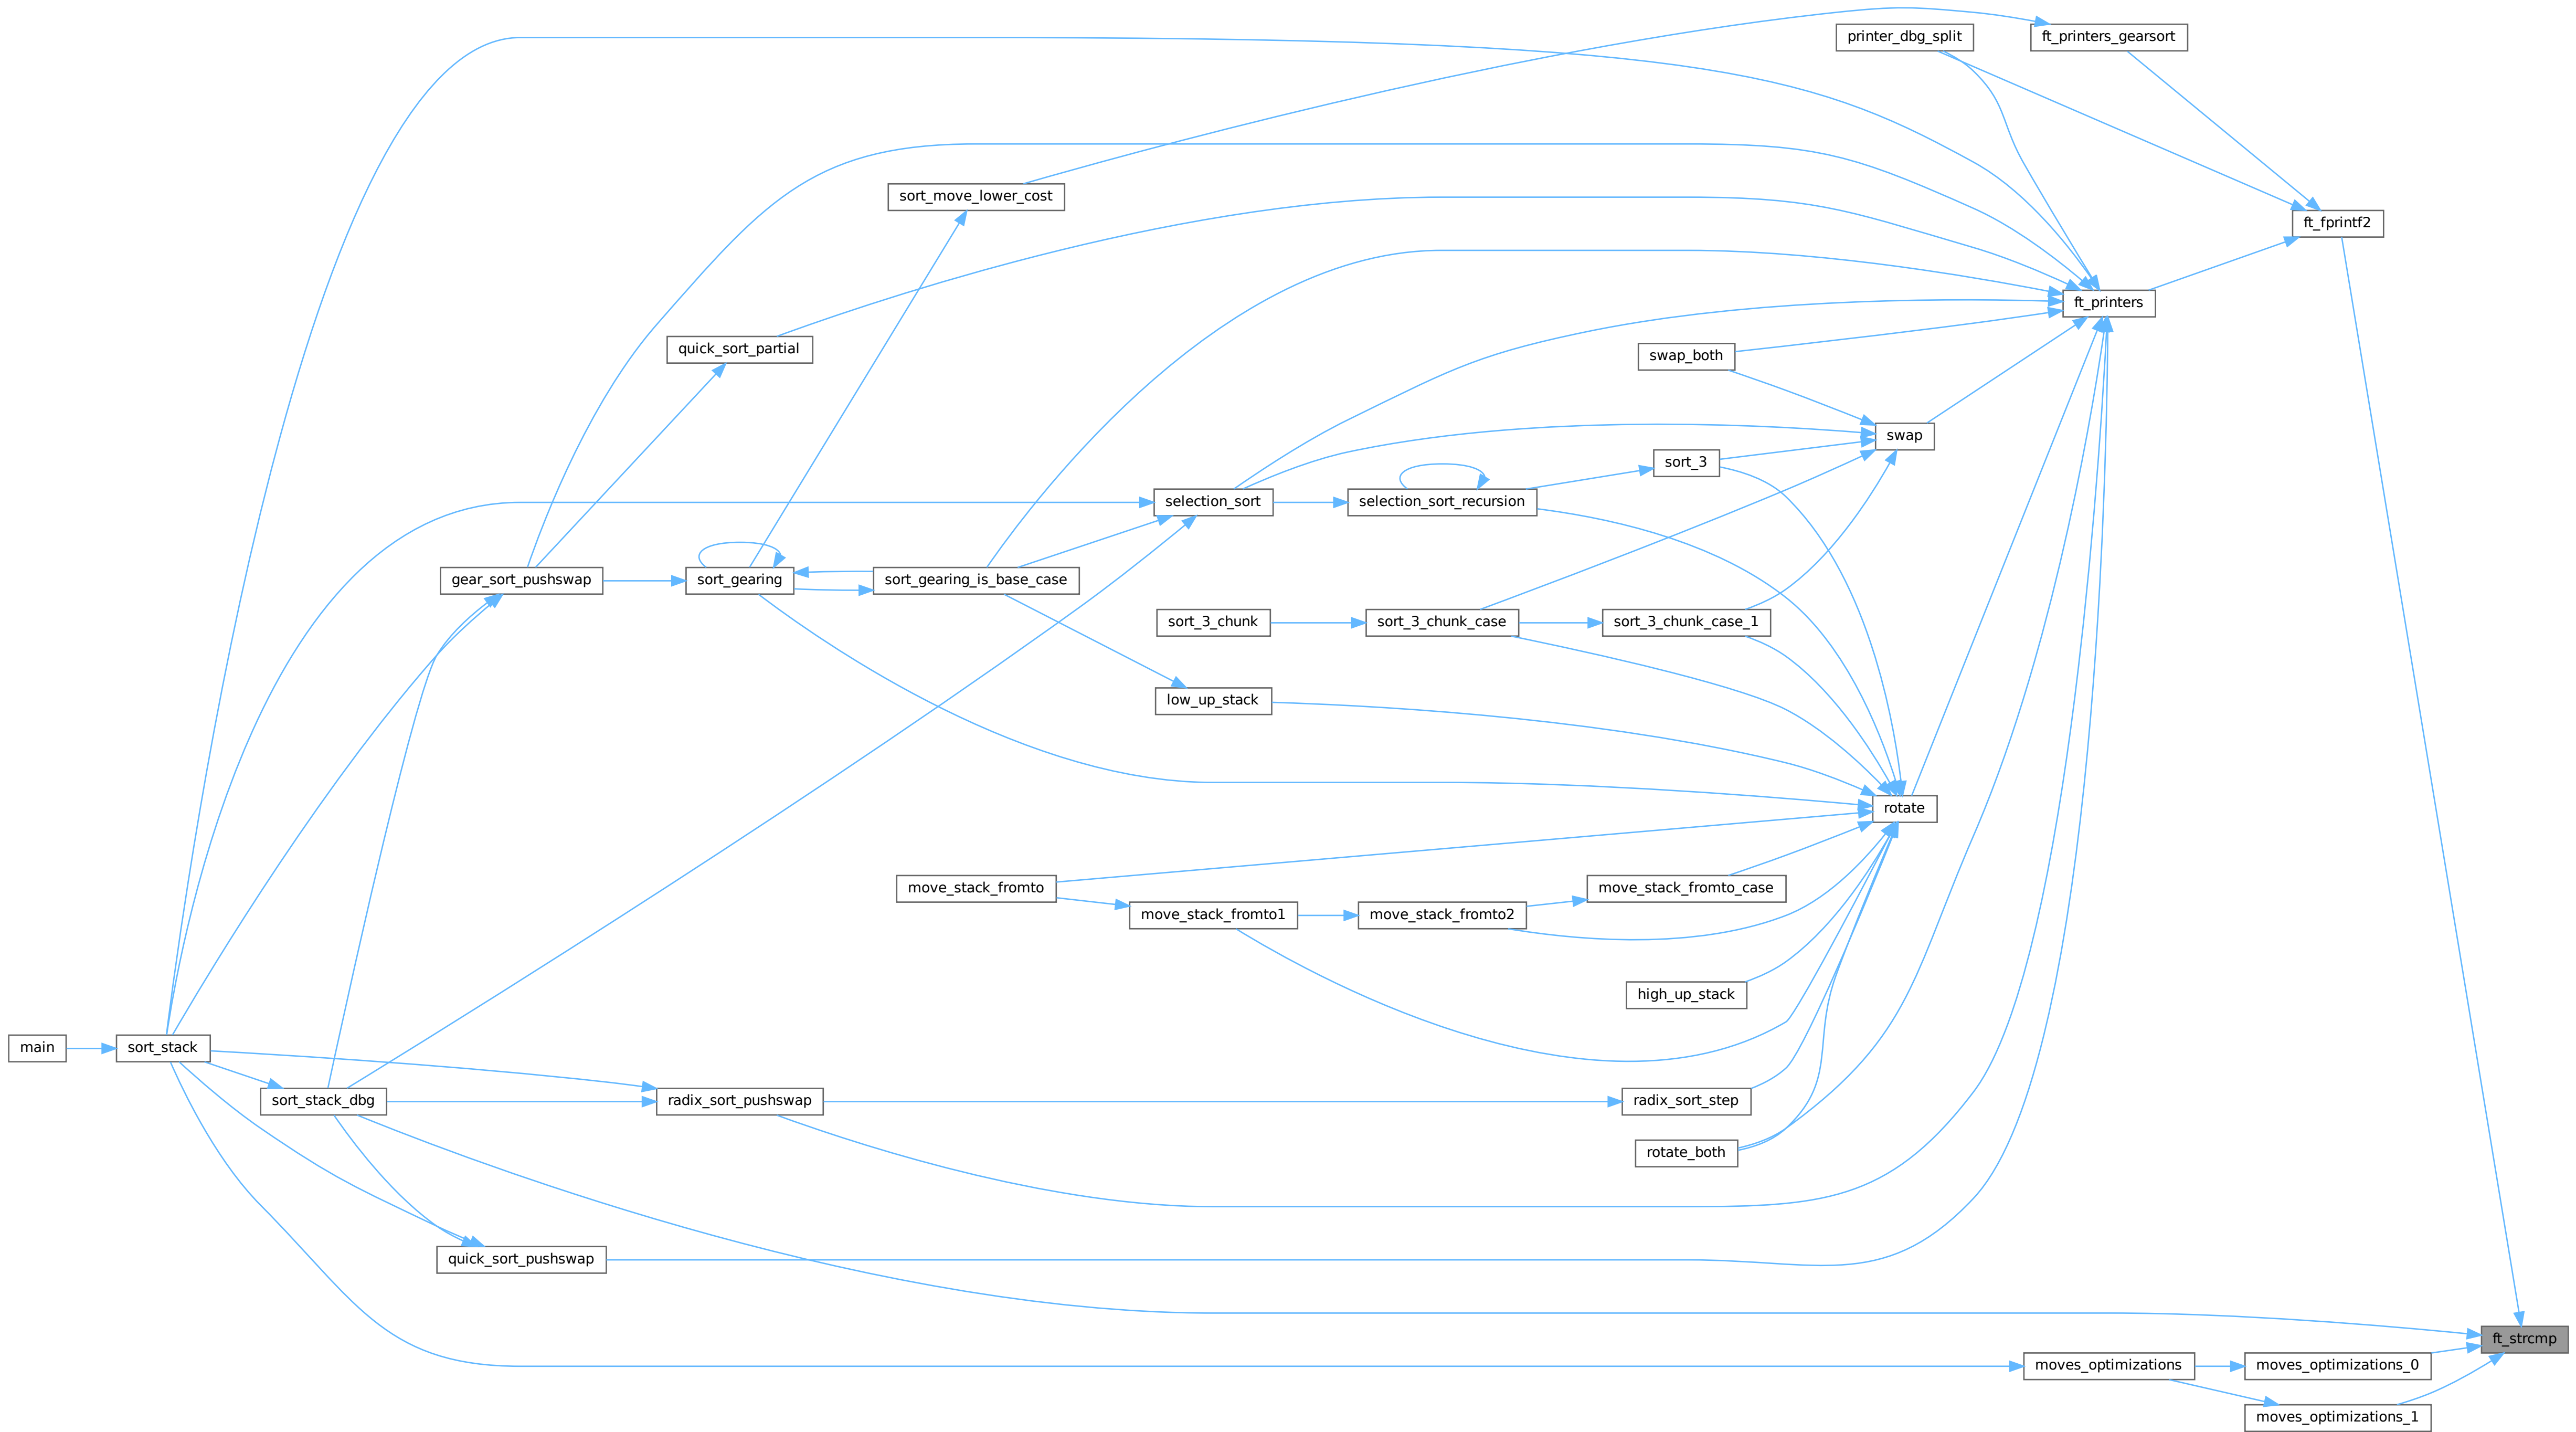 printer_dbg_split
ft_printers_gearsort
sort_move_lower_cost
ft_fprintf2
ft_printers
quick_sort_partial
swap_both
swap
sort_3
selection_sort
selection_sort_recursion
gear_sort_pushswap
sort_gearing
sort_gearing_is_base_case
sort_3_chunk
sort_3_chunk_case
sort_3_chunk_case_1
low_up_stack
rotate
move_stack_fromto
move_stack_fromto_case
move_stack_fromto1
move_stack_fromto2
high_up_stack
main
sort_stack
sort_stack_dbg
radix_sort_pushswap
radix_sort_step
rotate_both
quick_sort_pushswap
ft_strcmp
moves_optimizations
moves_optimizations_0
moves_optimizations_1